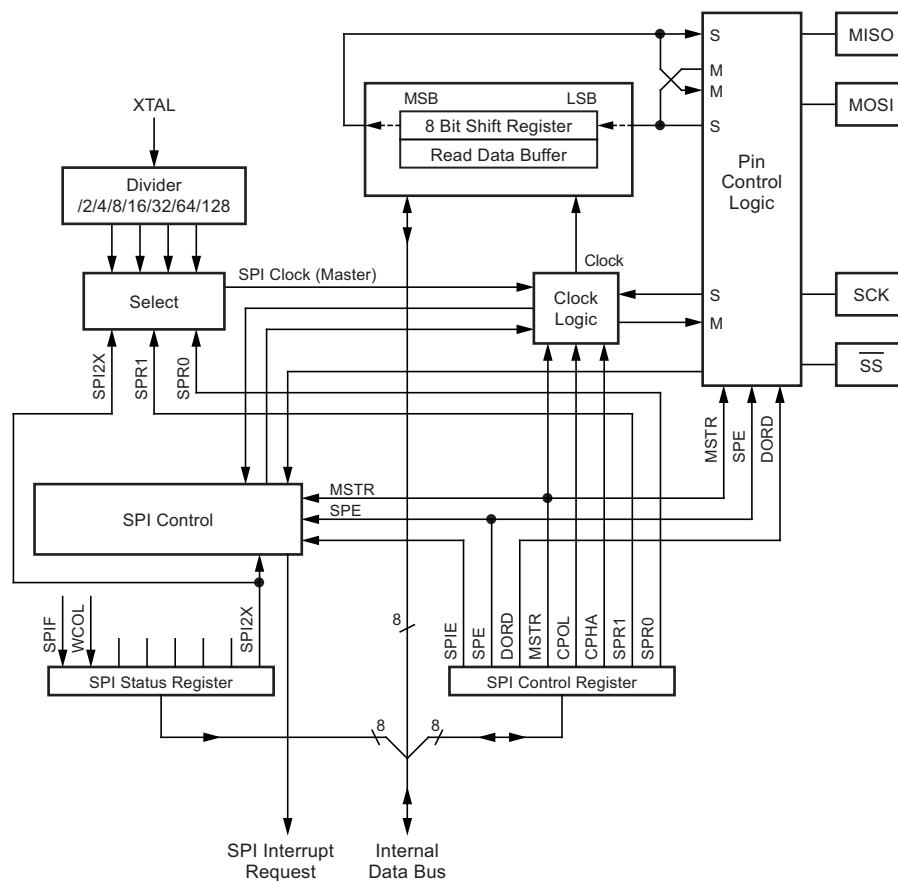 S
MISO
M
MSB
LSB
M
MOSI
XTAL
8 Bit Shift Register
S
Read Data Buffer
Pin
Control
Logic
Divider
/2/4/8/16/32/64/128
Clock
SPI Clock (Master)
Select
Clock
Logic
S
SCK
M
SPI2X
SPR1
SPR0
SS
MSTR
SPE
DORD
MSTR
SPI Control
SPE
SPIF
WCOL
SPI2X
8
SPIE
SPE
DORD
MSTR
CPOL
CPHA
SPR1
SPR0
SPI Status Register
SPI Control Register
8
8
SPI Interrupt
Request
Internal
Data Bus